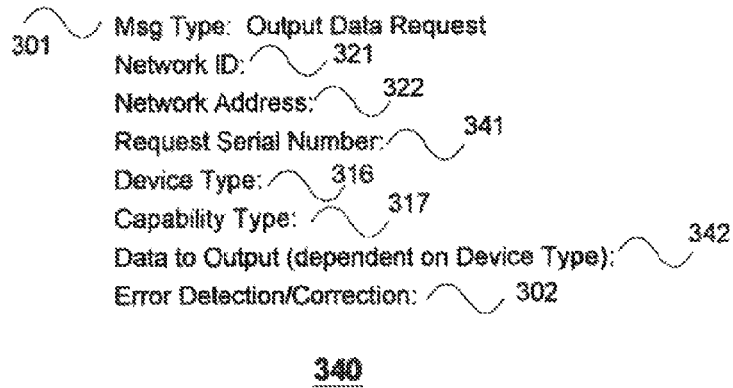 301 Msg Type: Output Data Request
Network ID: 321
Network Address: 322
Request Serial Number: 341
Device Type: 316
Capability Type: 317
Data to Output (dependent on Device Type): 342
Error Detection/Correction: 302
340